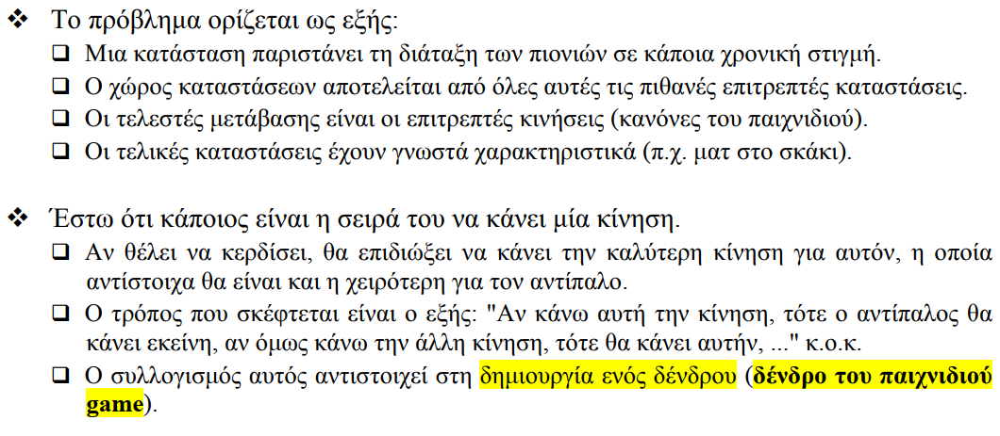 ❖ Το πρόβλημα ορίζεται ως εξής:
❑ Μια κατάσταση παριστάνει τη διάταξη των πιονιών σε κάποια χρονική στιγμή.
❑ Ο χώρος καταστάσεων αποτελείται από όλες αυτές τις πιθανές επιτρεπτές καταστάσεις.
❑ Οι τελεστές μετάβασης είναι οι επιτρεπτές κινήσεις (κανόνες του παιχνιδιού).
❑ Οι τελικές καταστάσεις έχουν γνωστά χαρακτηριστικά (π.χ. ματ στο σκάκι).
❖ Έστω ότι κάποιος είναι η σειρά του να κάνει μία κίνηση.
❑ Αν θέλει να κερδίσει, θα επιδιώξει να κάνει την καλύτερη κίνηση για αυτόν, η οποία
αντίστοιχα θα είναι και η χειρότερη για τον αντίπαλο.
❑ Ο τρόπος που σκέφτεται είναι ο εξής: "Αν κάνω αυτή την κίνηση, τότε ο αντίπαλος θα
κάνει εκείνη, αν όμως κάνω την άλλη κίνηση, τότε θα κάνει αυτήν, ..." κ.ο.κ.
❑ Ο συλλογισμός αυτός αντιστοιχεί στη δημιουργία ενός δένδρου (δένδρο του παιχνιδιού
game).